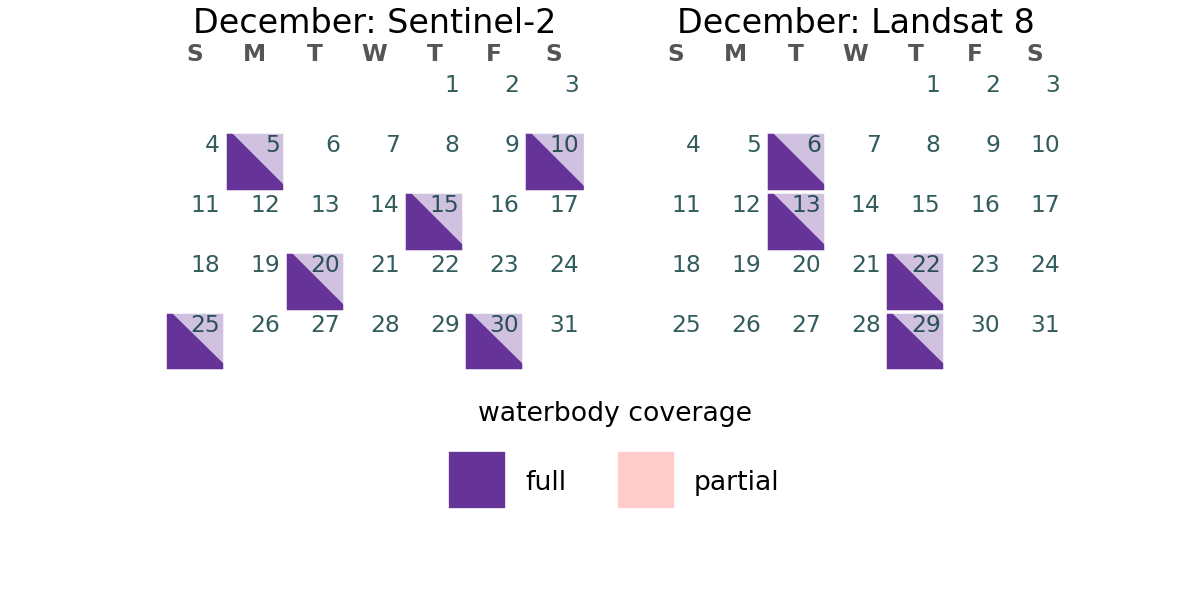 December: Sentinel-2
S M T W T F S
1 2 3
4 5 6 7 8 9 10
11 12 13 14 15 16 17
18 19 20 21 22 23 24
25 26 27 28 29 30 31
December: Landsat 8
S M T W T F S
1 2 3
4 5 6 7 8 9 10
11 12 13 14 15 16 17
18 19 20 21 22 23 24
25 26 27 28 29 30 31
waterbody coverage
full partial